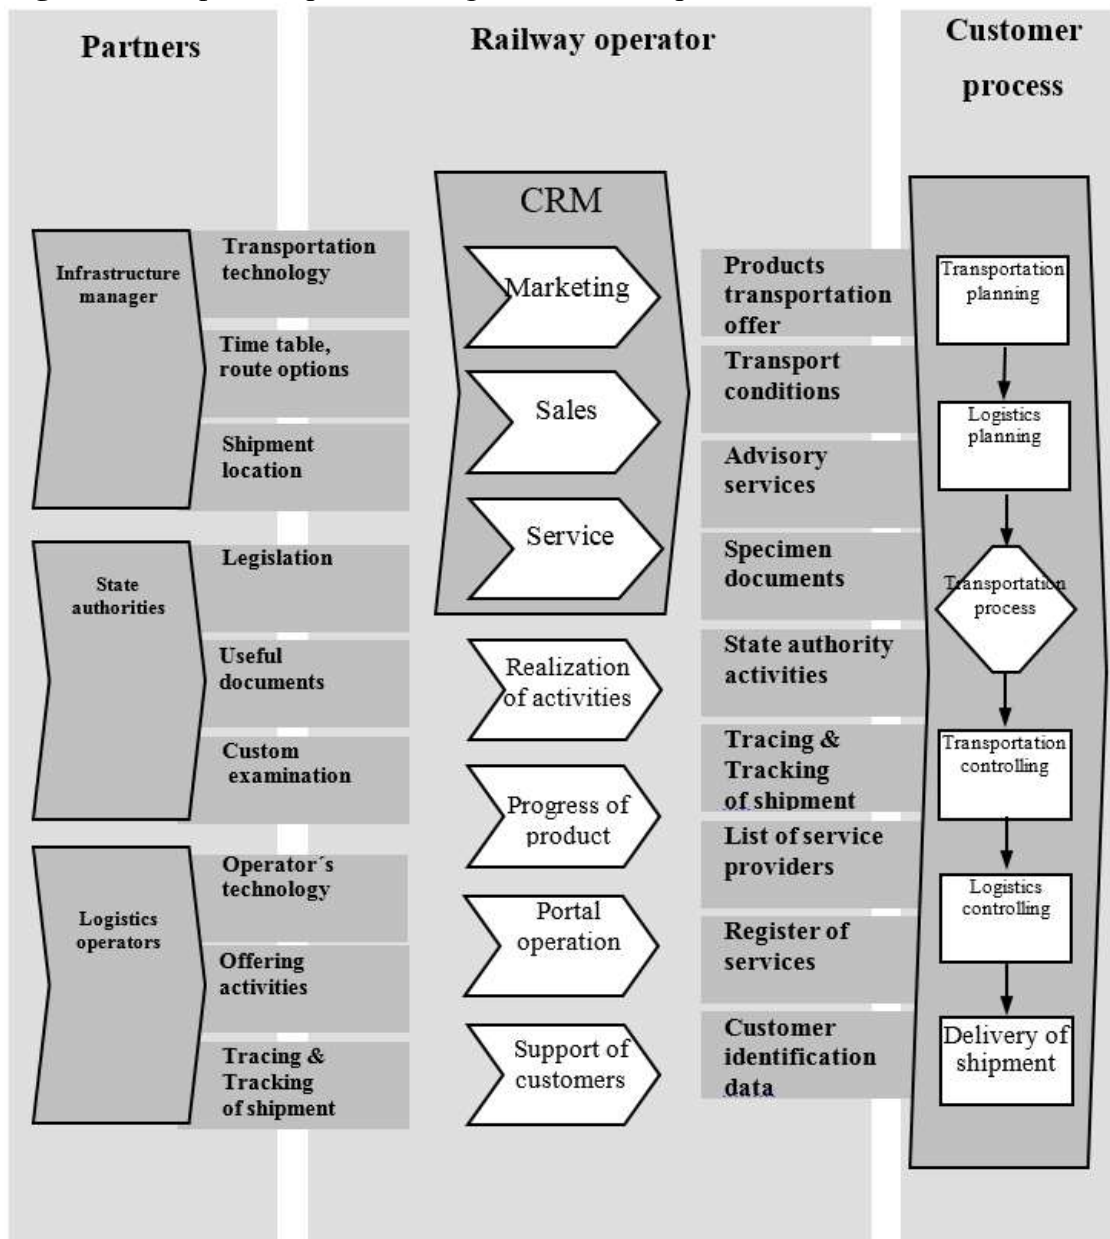 Partners
Railway operator
Customer
process
Infrastructure
manager
Transportation
technology
Time table,
route options
Shipment
location
State
authorities
Legislation
Useful
documents
Custom
examination
Logistics
operators
Operator´s
technology
Offering
activities
Tracing &
Tracking
of shipment
CRM
Marketing
Sales
Service
Realization
of activities
Progress of
product
Portal
operation
Support of
customers
Products
transportation
offer
Transport
conditions
Advisory
services
Specimen
documents
State authority
activities
Tracing &
Tracking
of shipment
List of service
providers
Register of
services
Customer
identification
data
Transportation
planning
Logistics
planning
Transportation
process
Transportation
controlling
Logistics
controlling
Delivery of
shipment